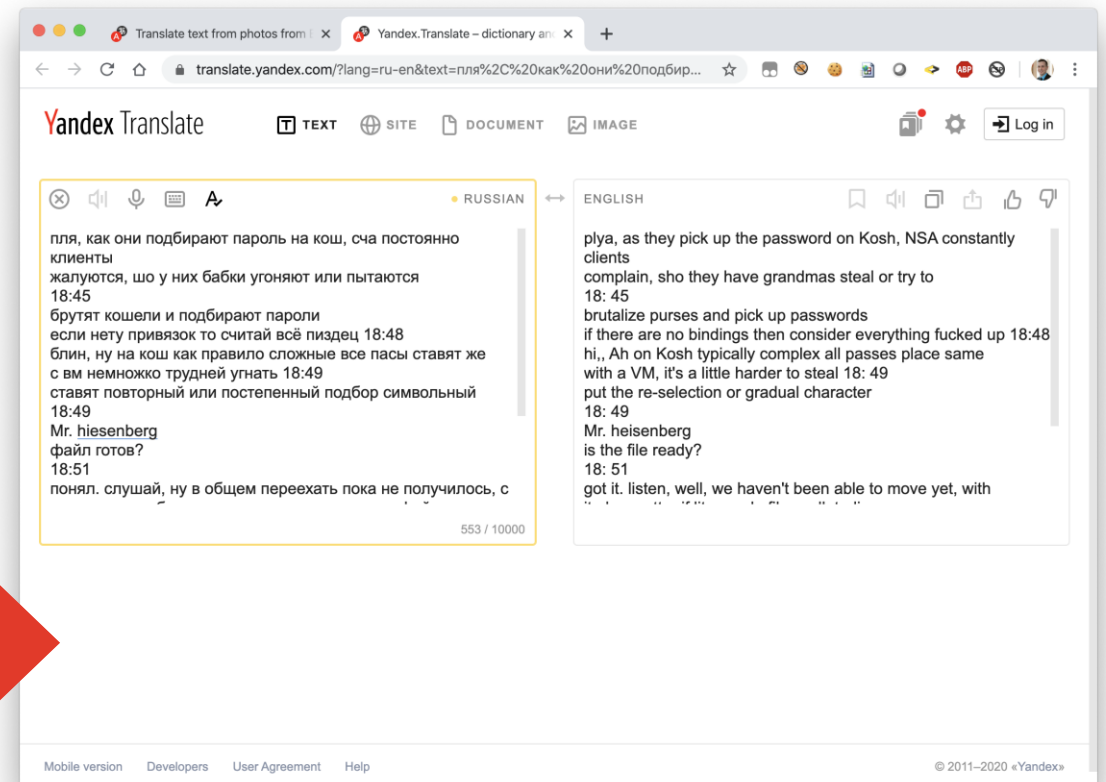 Translate text from photos from
Yandex.Translate – dictionary an
translate.yandex.com/?lang=ru-en&text=пля%2C%20как%20они%20подбир...
ABP
Yandex Translate
TEXT
SITE
DOCUMENT
IMAGE
Log in
RUSSIAN
пля, как они подбирают пароль на кош, сча постоянно
клиенты
жалуются, шо у них бабки угоняют или пытаются
18:45
брутят кошели и подбирают пароли
если нету привязок то считай всё пиздец 18:48
блин, ну на кош как правило сложные все пасы ставят же
с вм немножко трудней угнать 18:49
ставят повторный или постепенный подбор символьный
18:49
Mr. hiesenberg
файл готов?
18:51
понял. слушай, ну в общем переехать пока не получилось, с
553 / 10000
ENGLISH
plya, as they pick up the password on Kosh, NSA constantly
clients
complain, sho they have grandmas steal or try to
18: 45
brutalize purses and pick up passwords
if there are no bindings then consider everything fucked up 18:48
hi,, Ah on Kosh typically complex all passes place same
with a VM, it's a little harder to steal 18: 49
put the re-selection or gradual character
18: 49
Mr. heisenberg
is the file ready?
18: 51
got it. listen, well, we haven't been able to move yet, with
Mobile version
Developers
User Agreement
Help
© 2011–2020 «Yandex»